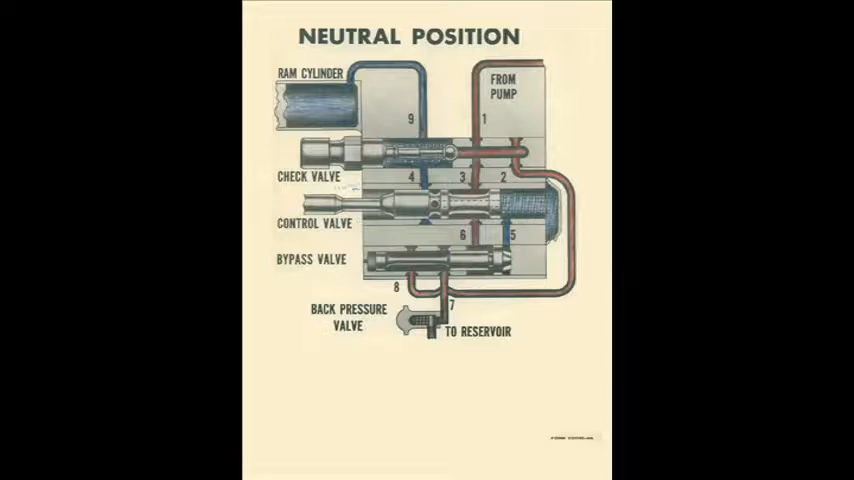 NEUTRAL POSITION
RAM CYLINDER
FROM
PUMP
9
1
CHECK VALVE
4
3
2
CONTROL VALVE
6
5
BYPASS VALVE
8
7
BACK PRESSURE
VALVE
TO RESERVOIR